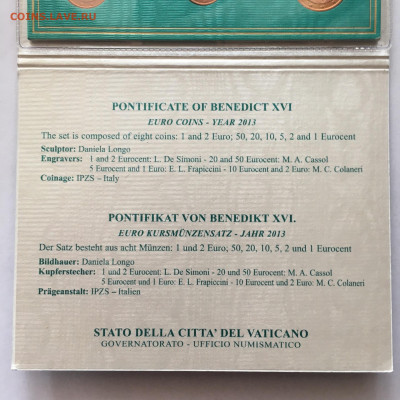 COINS.LAVE.RU
PONTIFICATE OF BENEDICT XVI
EURO COINS - YEAR 2013
The set is composed of eight coins: 1 and 2 Euro; 50, 20, 10, 5, 2 and 1 Eurocent
Sculptor: Daniela Longo
Engravers: 1 and 2 Eurocent: L. De Simoni - 20 and 50 Eurocent: M. A. Cassol
5 Eurocent and 1 Euro: E. L. Frapiccini - 10 Eurocent and 2 Euro: M. C. Colaneri
Coinage: IPZS – Italy
PONTIFIKAT VON BENEDIKT XVI.
EURO KURSMÜNZENSATZ - JAHR 2013
Der Satz besteht aus acht Münzen: 1 und 2 Euro; 50, 20, 10, 5, 2 und 1 Eurocent
Bildhauer: Daniela Longo
Kupferstecher: 1 und 2 Eurocent: L. De Simoni - 20 und 50 Eurocent: M. A. Cassol
5 Eurocent und 1 Euro: E. L. Frapiccini - 10 Eurocent und 2 Euro: M. C. Colaneri
Prägeanstalt: IPZS – Italien
STATO DELLA CITTA' DEL VATICANO
GOVERNATORATO - UFFICIO NUMISMATICO